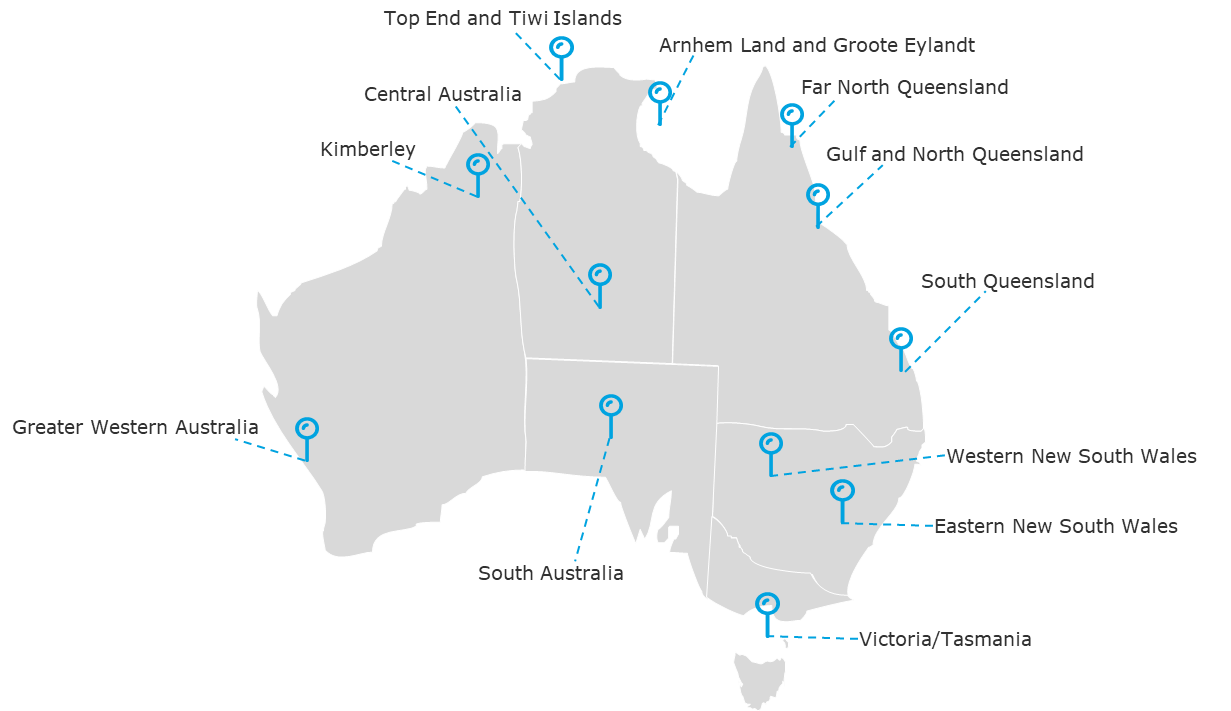 Top End and Tiwi Islands
Arnhem Land and Groote Eylandt
Far North Queensland
Central Australia
Kimberley
Gulf and North Queensland
South Queensland
Greater Western Australia
Western New South Wales
Eastern New South Wales
South Australia
Victoria/Tasmania